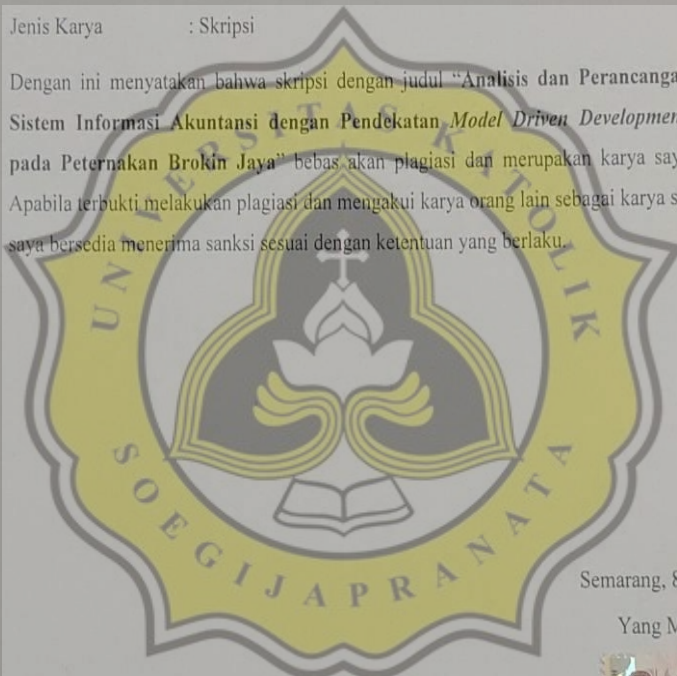 Jenis Karya : Skripsi
Dengan ini menyatakan bahwa skripsi dengan judul “Analisis dan Perancanga
Sistem Informasi Akuntansi dengan Pendekatan Model Driven Developmen
pada Peternakan Brokin Jaya” bebas akan plagiasi dan merupakan karya say
Apabila terbukti melakukan plagiasi dan mengakui karya orang lain sebagai karya s
saya bersedia menerima sanksi sesuai dengan ketentuan yang berlaku.
UNIVERSITAS KATOLIK
SOEGIJAPRANATA
Semarang, 8
Yang M